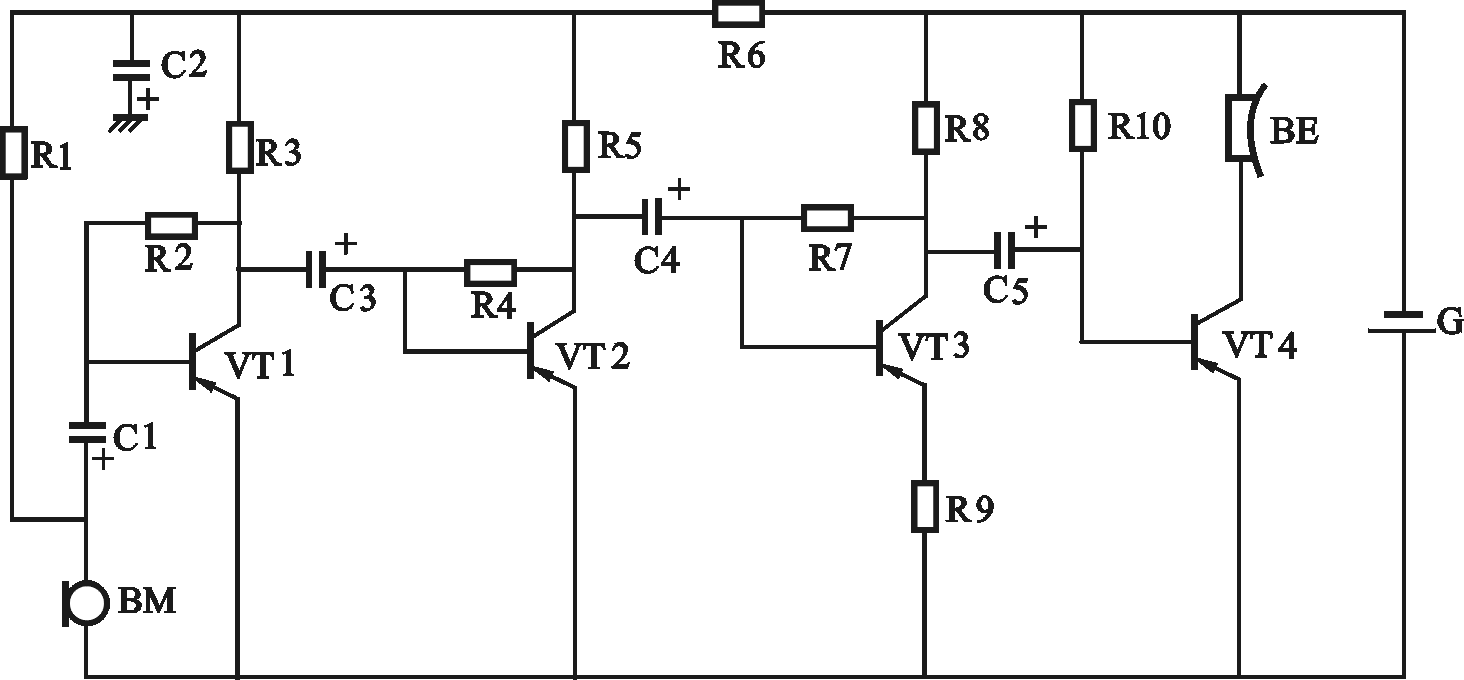 R6
C2
+
R1
R3
R5
R8
R10
BE
R2
+
C3
R4
+
C4
R7
+
C5
VT1
VT2
VT3
VT4
G
C1
+
R9
BM